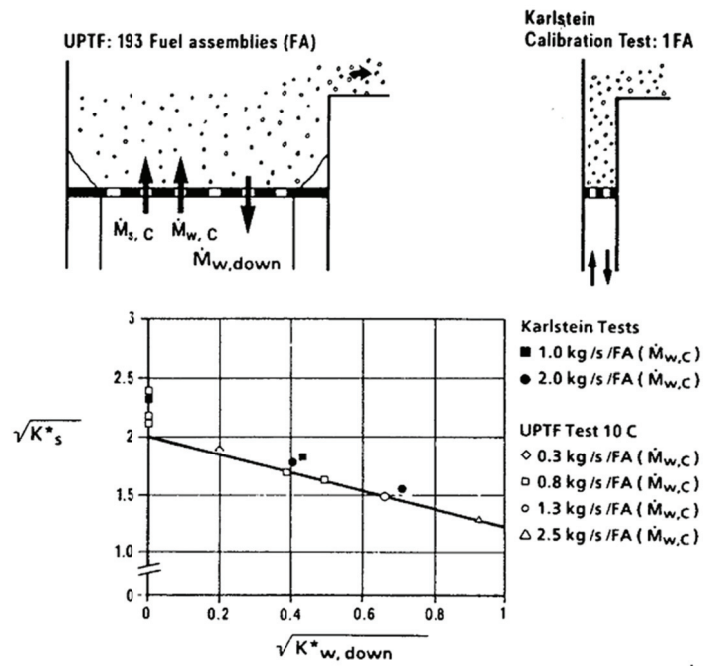 UPTF: 193 Fuel assemblies (FA)
Karlstein
Calibration Test: 1FA
Ṁs, C
Ṁw, C
Ṁw,down
3
2.5
2
1.5
1.0
0
√K*s
0
0.2
0.4
0.6
0.8
1
√K*w, down
Karlstein Tests
■ 1.0 kg/s/FA (Ṁw,C)
● 2.0 kg/s/FA (Ṁw,C)
UPTF Test 10 C
◇ 0.3 kg/s/FA (Ṁw,C)
□ 0.8 kg/s/FA (Ṁw,C)
○ 1.3 kg/s/FA (Ṁw,C)
△ 2.5 kg/s/FA (Ṁw,C)